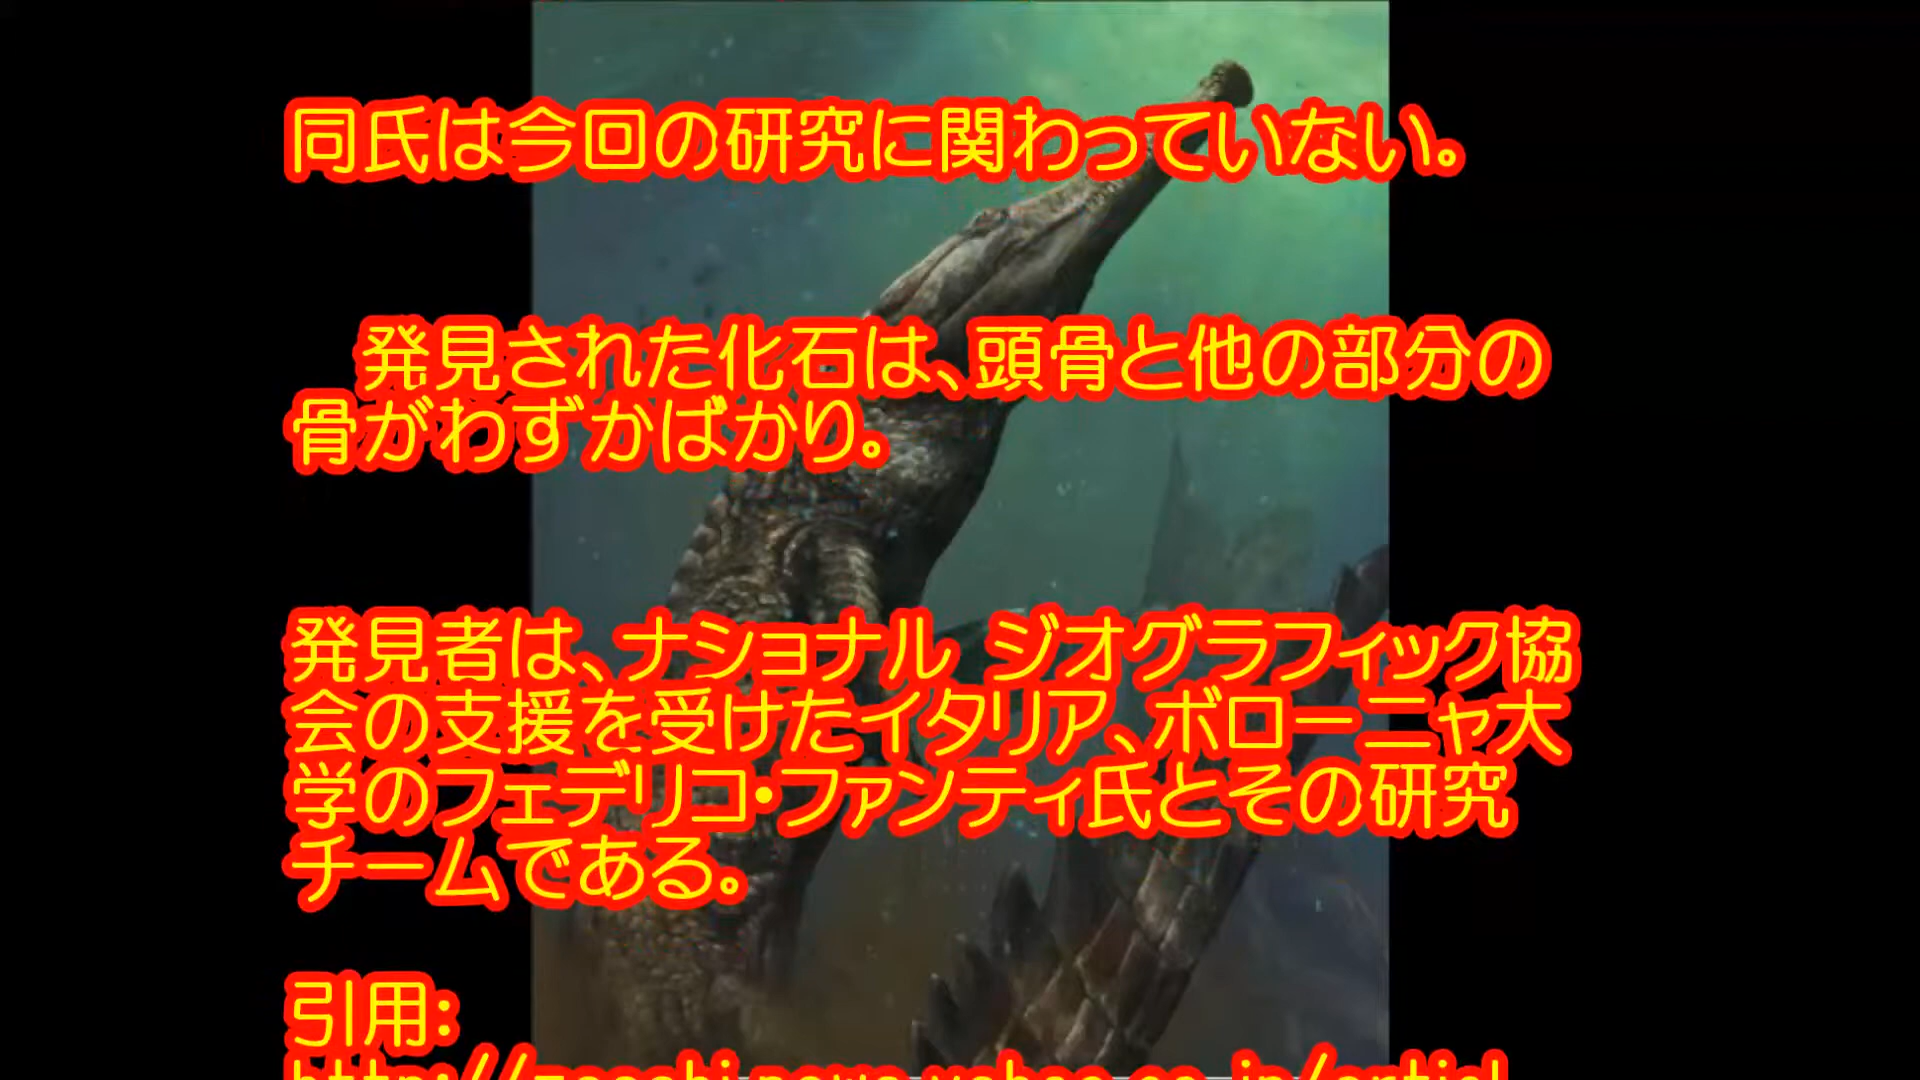 同氏は今回の研究に関わっていない。
発見された化石は、頭骨と他の部分の
骨がわずかばかり。
発見者は、ナショナル ジオグラフィック協
会の支援を受けたイタリア、ボローニャ大
学のフェデリコ・ファンティ氏とその研究
チームである。
引用: